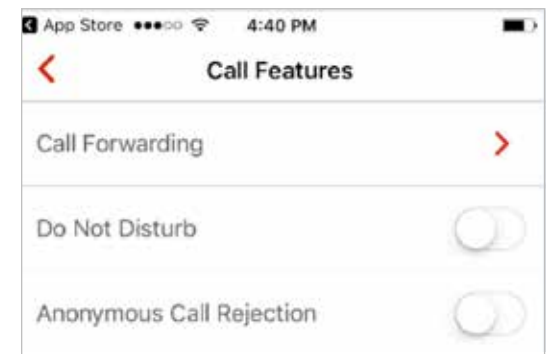 App Store 4:40 PM
Call Features
Call Forwarding
Do Not Disturb
Anonymous Call Rejection